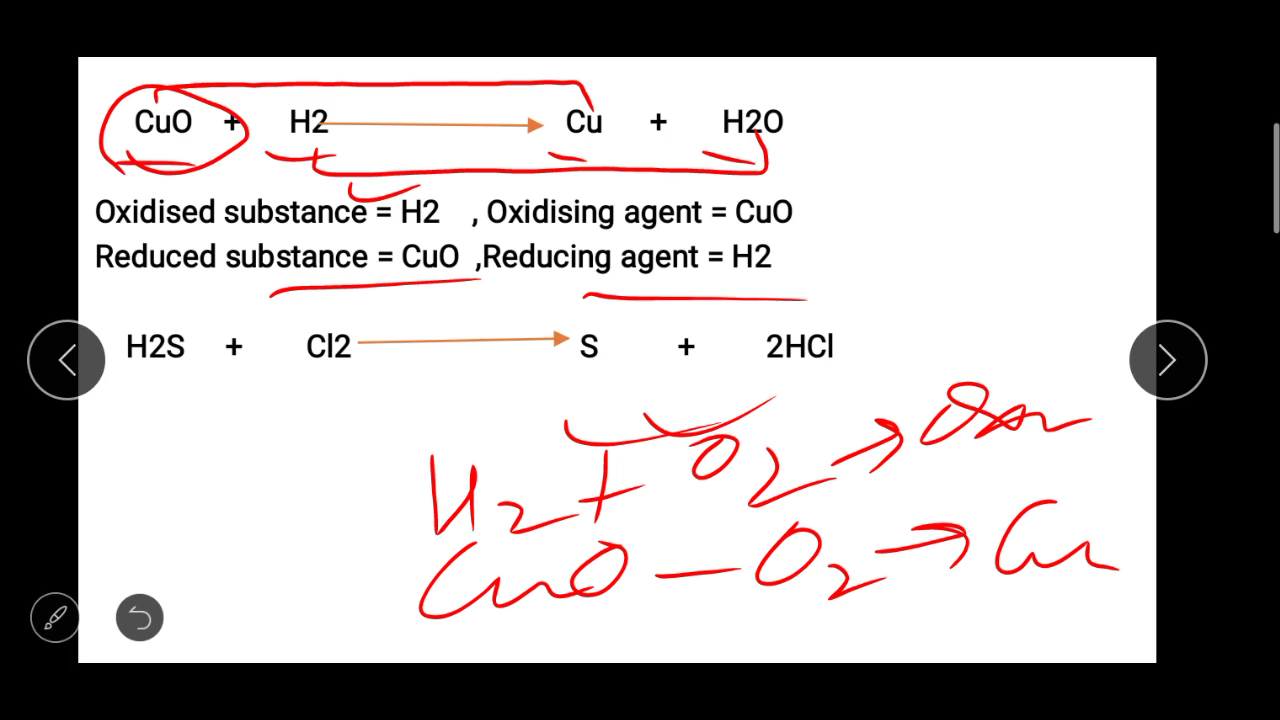 CuO + H2 Cu + H2O
Oxidised substance = H2 , Oxidising agent = CuO
Reduced substance = CuO ,Reducing agent = H2
H2S + Cl2 S + 2HCl
H2 + O2 →
CuO — O2 → Cu